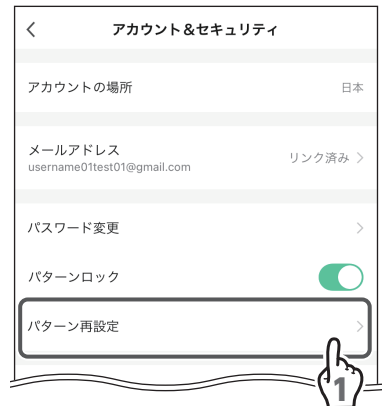 アカウント＆セキュリティ
アカウントの場所 日本
メールアドレス リンク済み
username01test01@gmail.com
パスワード変更
パターンロック
パターン再設定
1